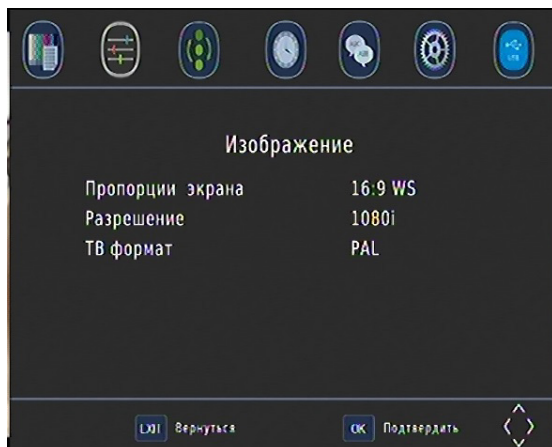 Изображение
Пропорции экрана 16:9 WS
Разрешение 1080i
ТВ формат PAL
EXIT Вернуться OK Подтвердить